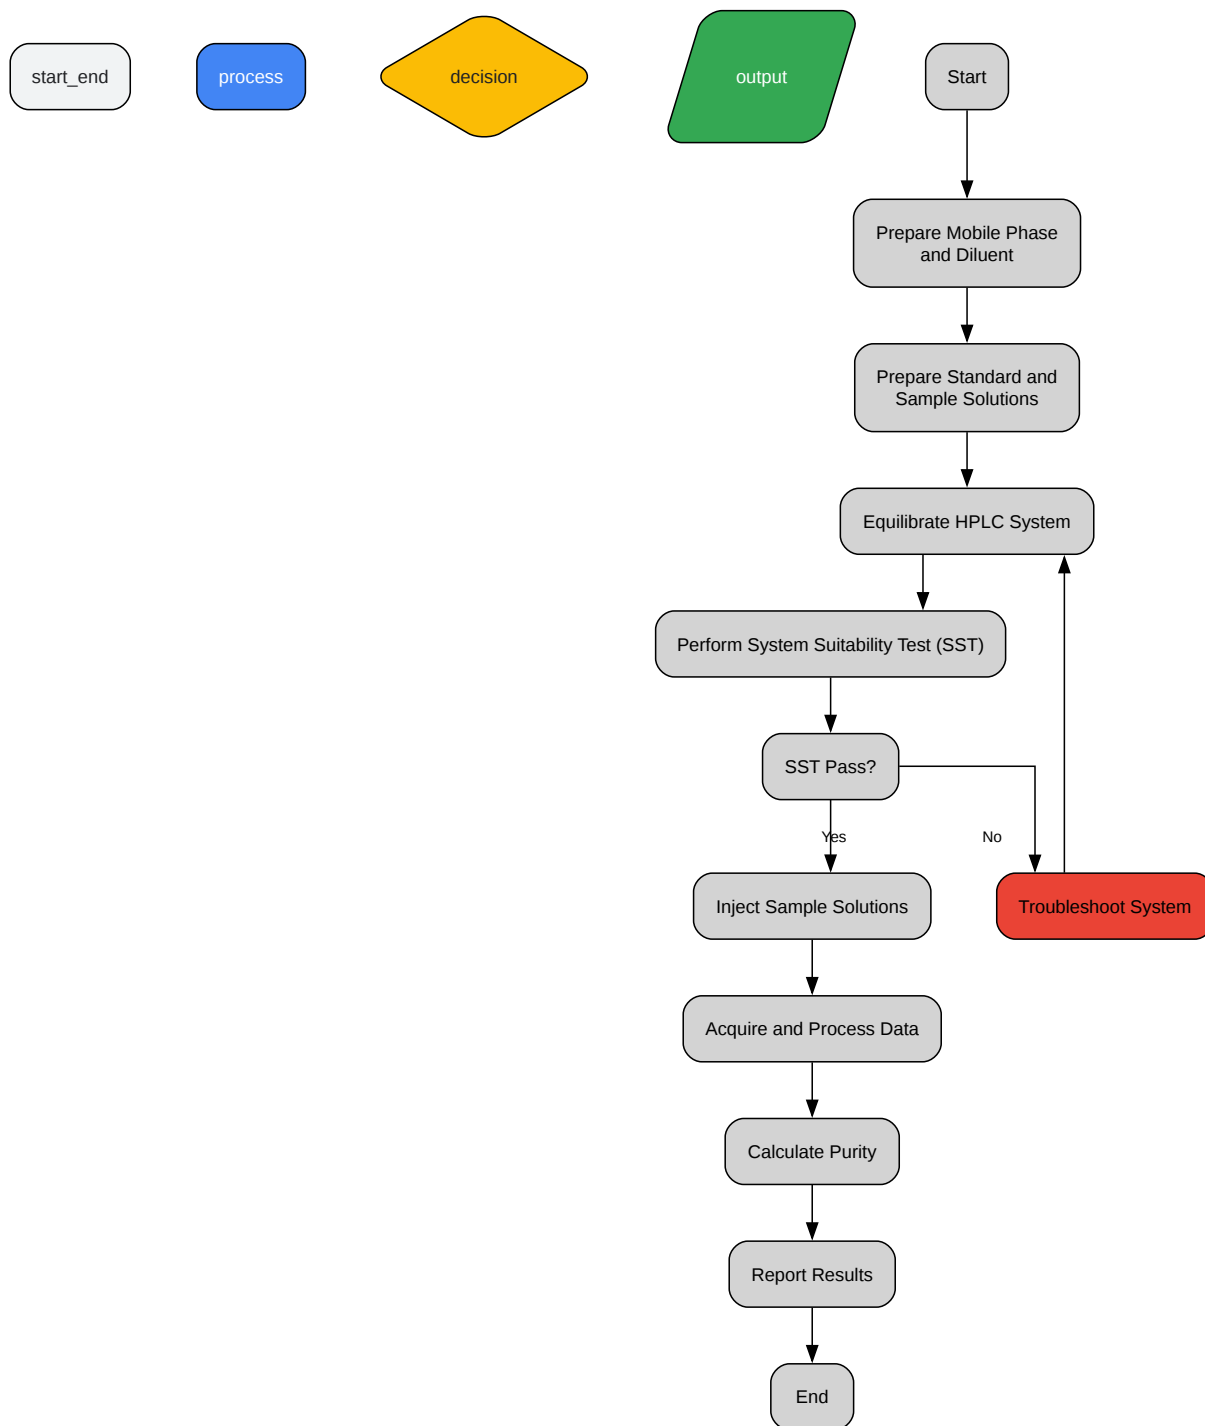 start_end
process
decision
output
Start
Prepare Mobile Phase
and Diluent
Prepare Standard and
Sample Solutions
Equilibrate HPLC System
Perform System Suitability Test (SST)
SST Pass?
Yes
No
Inject Sample Solutions
Troubleshoot System
Acquire and Process Data
Calculate Purity
Report Results
End